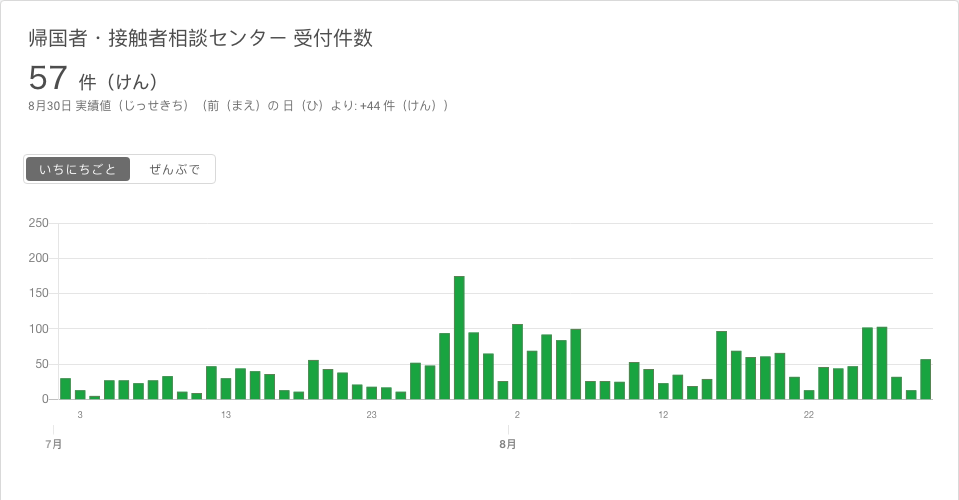 帰国者・接触者相談センター 受付件数
57 件（けん）
8月30日 実績値（じっせきち）（前（まえ）の 日（ひ）より: +44 件（けん））
いちにちごと ぜんぶで
250
200
150
100
50
0
3 13 23 2 12 22
7月 8月